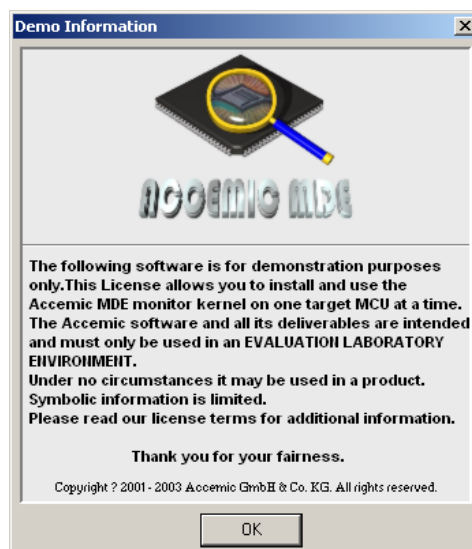 Demo Information
ACCEMIC MDE
The following software is for demonstration purposes
only.This License allows you to install and use the
Accemic MDE monitor kernel on one target MCU at a time.
The Accemic software and all its deliverables are intended
and must only be used in an EVALUATION LABORATORY
ENVIRONMENT.
Under no circumstances it may be used in a product.
Symbolic information is limited.
Please read our license terms for additional information.
Thank you for your fairness.
Copyright ? 2001 - 2003 Accemic GmbH & Co. KG. All rights reserved.
OK